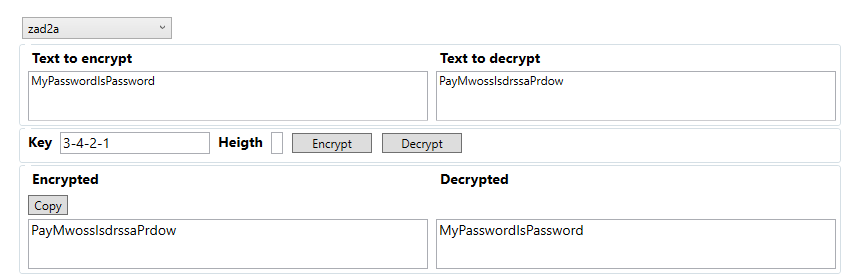 zad2a
Text to encrypt Text to decrypt
MyPasswordIsPassword PayMwossIsdrssaPrdow
Key 3-4-2-1 Heigth Encrypt Decrypt
Encrypted Decrypted
Copy
PayMwossIsdrssaPrdow MyPasswordIsPassword